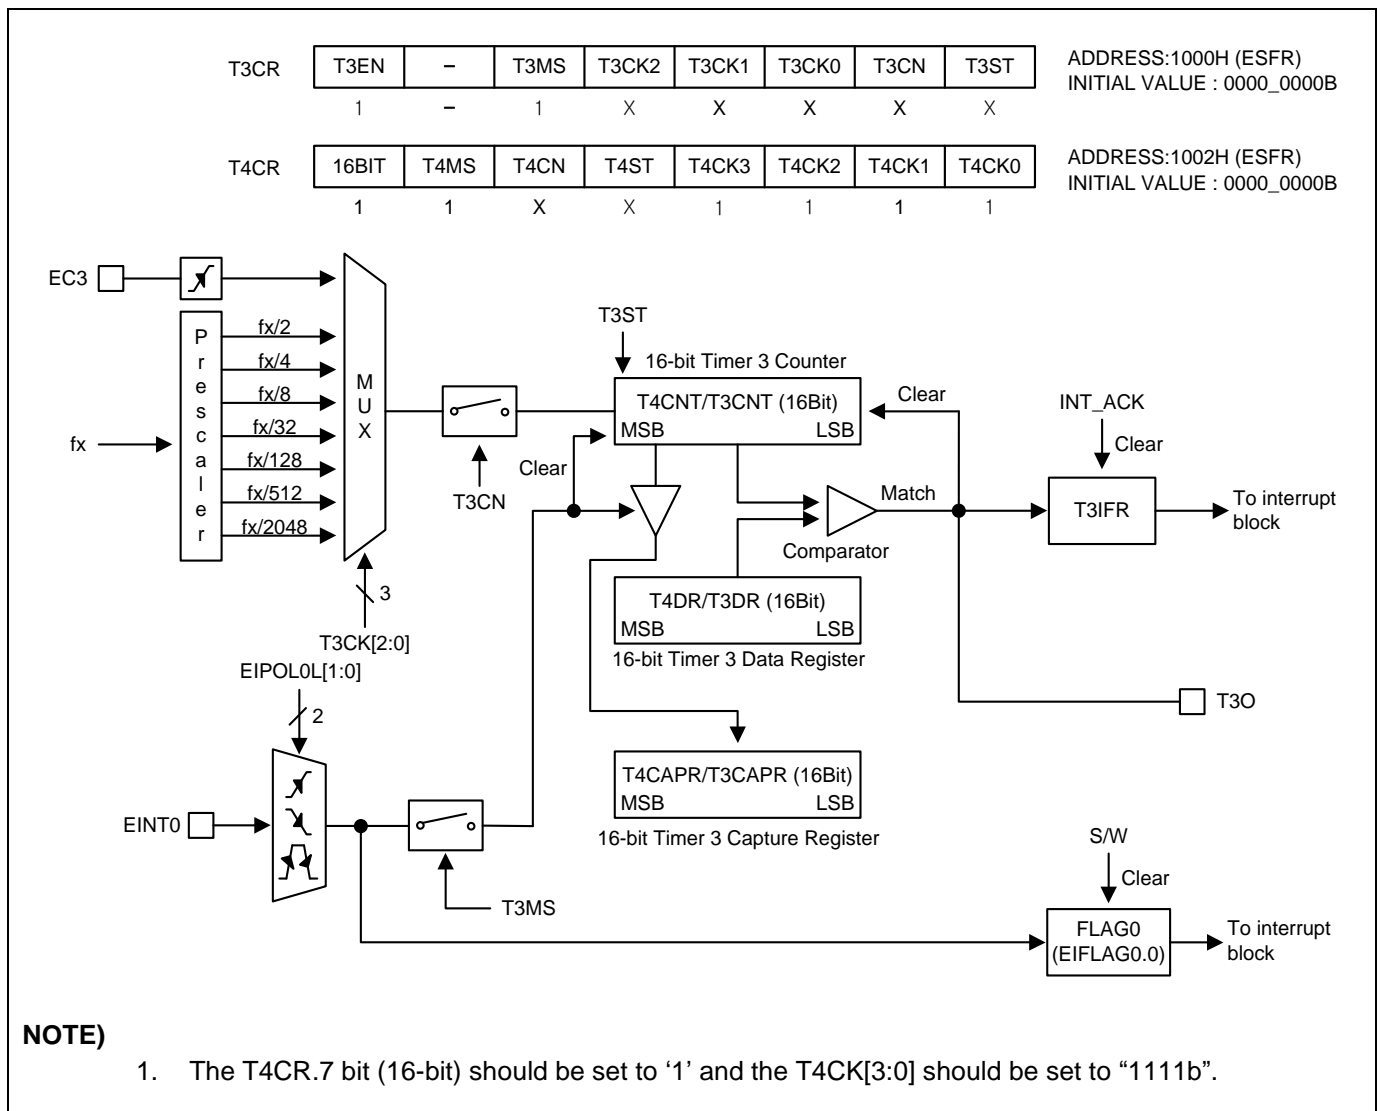 T3CR T3EN – T3MS T3CK2 T3CK1 T3CK0 T3CN T3ST ADDRESS:1000H (ESFR)
INITIAL VALUE : 0000_0000B
1 – 1 X X X X X
T4CR 16BIT T4MS T4CN T4ST T4CK3 T4CK2 T4CK1 T4CK0 ADDRESS:1002H (ESFR)
INITIAL VALUE : 0000_0000B
1 1 X X 1 1 1 1
EC3
Prescaler
fx
fx/2
fx/4
fx/8
fx/32
fx/128
fx/512
fx/2048
MUX
3
T3CK[2:0]
T3CN
T3ST
16-bit Timer 3 Counter
T4CNT/T3CNT (16Bit)
MSB LSB
Clear
Clear
Match
Comparator
T4DR/T3DR (16Bit)
MSB LSB
16-bit Timer 3 Data Register
INT_ACK
Clear
T3IFR
To interrupt
block
T3O
T4CAPR/T3CAPR (16Bit)
MSB LSB
16-bit Timer 3 Capture Register
EIPOL0L[1:0]
2
EINT0
T3MS
S/W
Clear
FLAG0
(EIFLAG0.0)
To interrupt
block
NOTE)
1. The T4CR.7 bit (16-bit) should be set to ‘1’ and the T4CK[3:0] should be set to “1111b”.